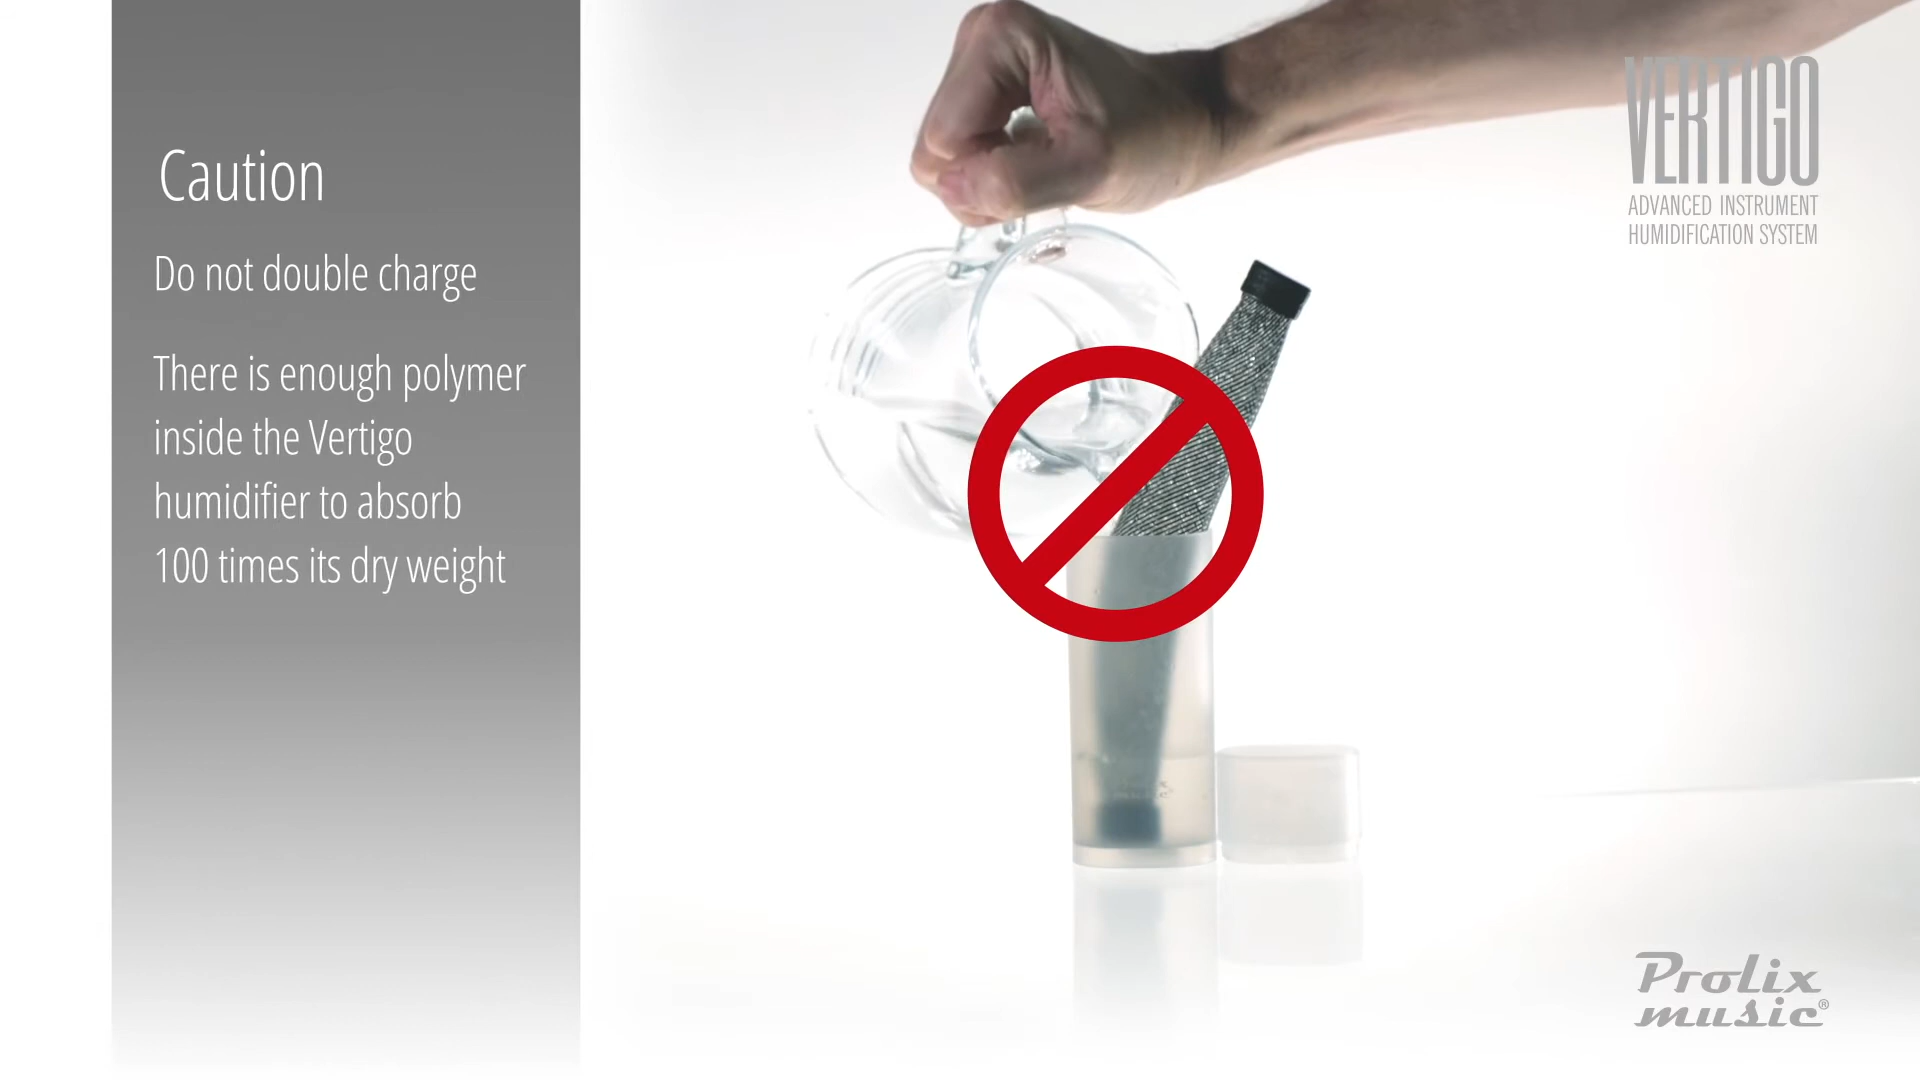 Caution
Do not double charge
There is enough polymer
inside the Vertigo
humidifier to absorb
100 times its dry weight
VERTIGO
ADVANCED INSTRUMENT
HUMIDIFICATION SYSTEM
Prolix
music®